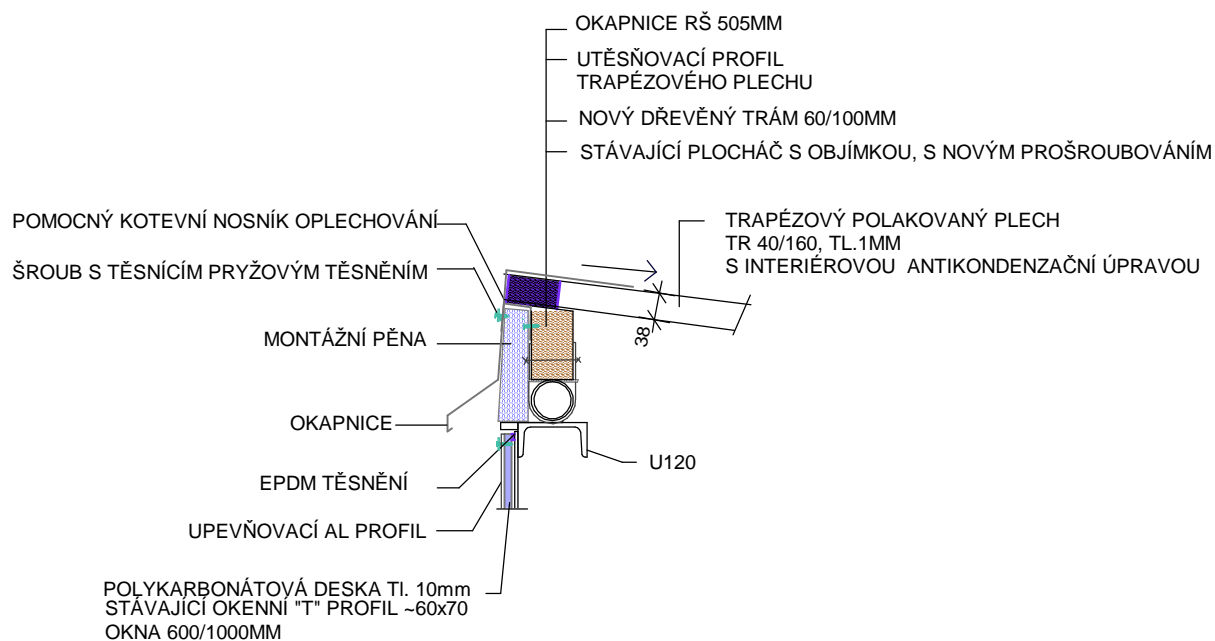 OKAPNICE RŠ 505MM
UTĚSŇOVACÍ PROFIL
TRAPÉZOVÉHO PLECHU
NOVÝ DŘEVĚNÝ TRÁM 60/100MM
STÁVAJÍCÍ PLOCHÁČ S OBJÍMKOU, S NOVÝM PROŠROUBOVÁNÍM
POMOCNÝ KOTEVNÍ NOSNÍK OPLECHOVÁNÍ
TRAPÉZOVÝ POLAKOVANÝ PLECH
TR 40/160, TL.1MM
S INTERIÉROVOU ANTIKONDENZAČNÍ ÚPRAVOU
ŠROUB S TĚSNÍCÍM PRYŽOVÝM TĚSNĚNÍM
38
MONTÁŽNÍ PĚNA
OKAPNICE
U120
EPDM TĚSNĚNÍ
UPEVŇOVACÍ AL PROFIL
POLYKARBONÁTOVÁ DESKA Tl. 10mm
STÁVAJÍCÍ OKENNÍ "T" PROFIL ~60x70
OKNA 600/1000MM